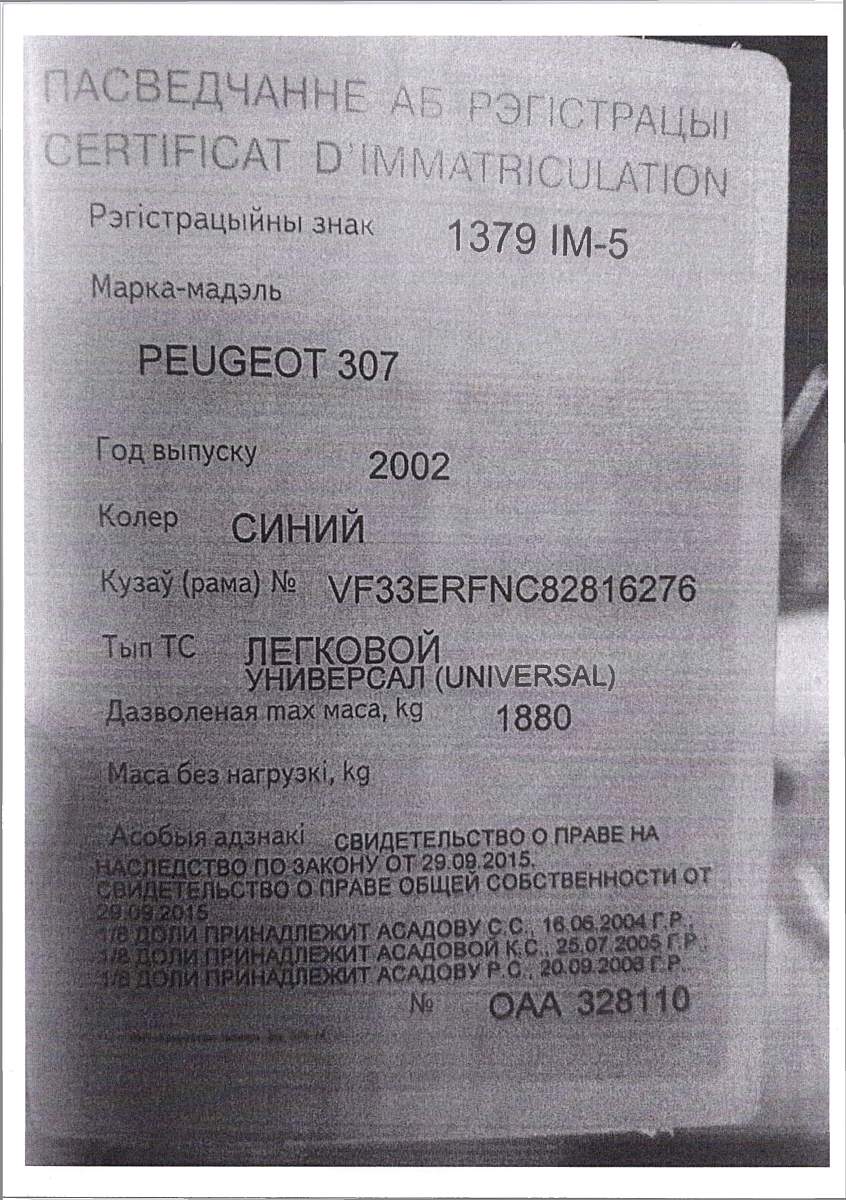 ПАСВЕДЧАННЕ АБ РЭГІСТРАЦЫІ
CERTIFICAT D'IMMATRICULATION
Рэгістрацыйны знак 1379 IM-5
Марка-мадэль
PEUGEOT 307
Год выпуску 2002
Колер СИНИЙ
Кузаў (рама) № VF33ERFNC82816276
Тып ТС ЛЕГКОВОЙ
УНИВЕРСАЛ (UNIVERSAL)
Дазволеная max маса, kg 1880
Маса без нагрузкі, kg
Асобыя адзнакі СВИДЕТЕЛЬСТВО О ПРАВЕ НА
НАСЛЕДСТВО ПО ЗАКОНУ ОТ 29.09.2015.
СВИДЕТЕЛЬСТВО О ПРАВЕ ОБЩЕЙ СОБСТВЕННОСТИ ОТ
29.09.2015
1/8 ДОЛИ ПРИНАДЛЕЖИТ АСАДОВУ С.С., 16.06.2004 Г.Р.;
1/8 ДОЛИ ПРИНАДЛЕЖИТ АСАДОВОЙ К.С., 25.07.2005 Г.Р.;
1/8 ДОЛИ ПРИНАДЛЕЖИТ АСАДОВУ Р.С., Г.Р.
№ ОАА 328110